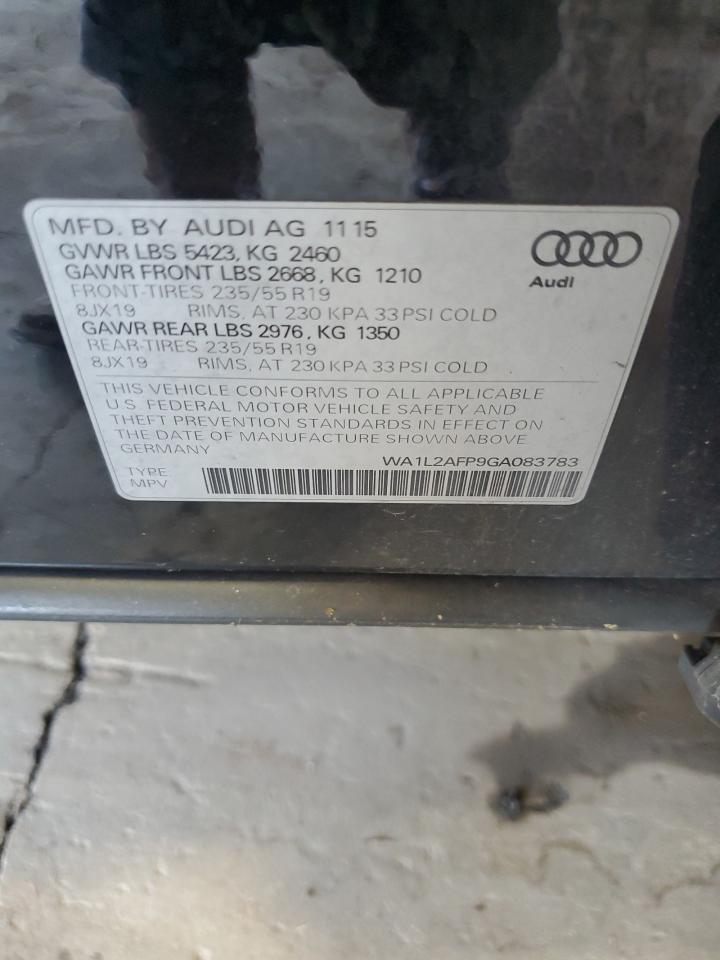 MFD. BY AUDI AG 11 15
GVWR LBS 5423, KG 2460
GAWR FRONT LBS 2668, KG 1210
FRONT-TIRES 235/55 R19
8JX19 RIMS, AT 230 KPA 33 PSI COLD
GAWR REAR LBS 2976, KG 1350
REAR-TIRES 235/55 R19
8JX19 RIMS, AT 230 KPA 33 PSI COLD
Audi
THIS VEHICLE CONFORMS TO ALL APPLICABLE
U.S. FEDERAL MOTOR VEHICLE SAFETY AND
THEFT PREVENTION STANDARDS IN EFFECT ON
THE DATE OF MANUFACTURE SHOWN ABOVE.
GERMANY
WA1L2AFP9GA083783
TYPE
MPV